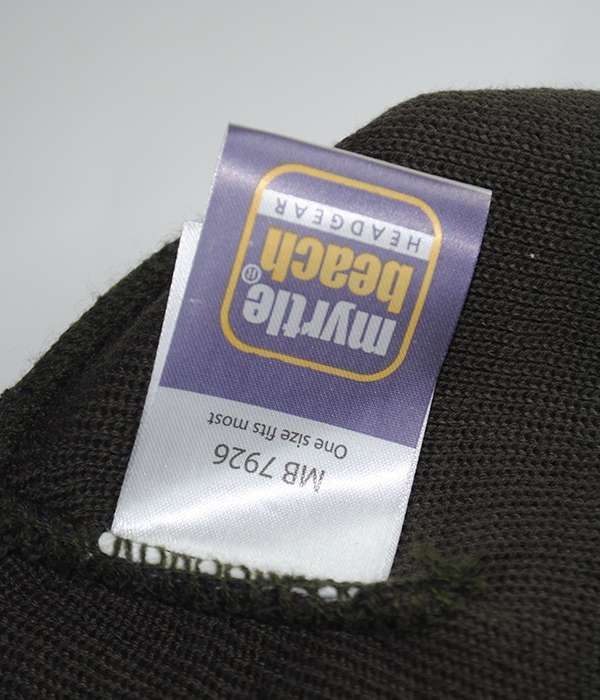 myrtle
beach®
HEADGEAR
One size fits most
MB 7926